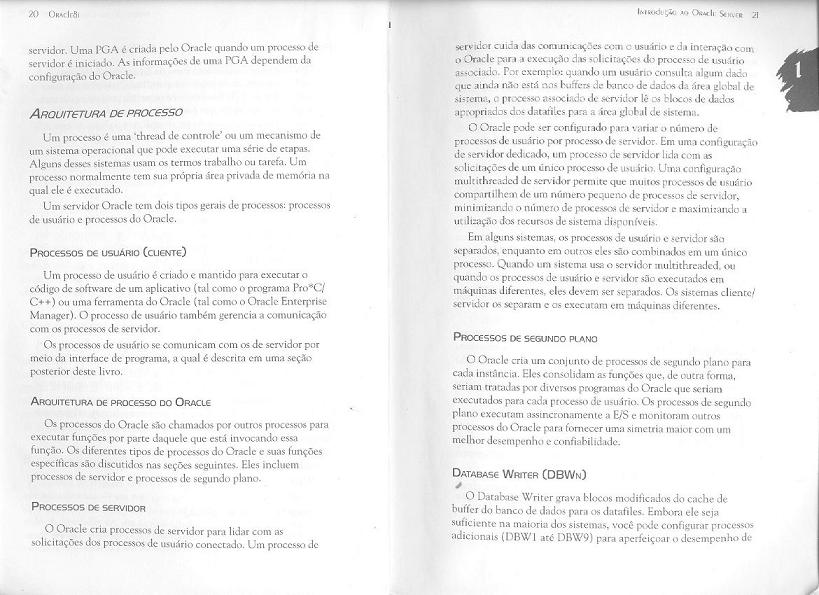 20 Oracle8i
servidor. Uma PGA é criada pelo Oracle quando um processo de
servidor é iniciado. As informações de uma PGA dependem da
configuração do Oracle.
Arquitetura de processo
Um processo é uma 'thread de controle' ou um mecanismo de
um sistema operacional que pode executar uma série de etapas.
Alguns desses sistemas usam os termos trabalho ou tarefa. Um
processo normalmente tem sua própria área privada de memória na
qual ele é executado.
Um servidor Oracle tem dois tipos gerais de processos: processos
de usuário e processos do Oracle.
Processos de usuário (cliente)
Um processo de usuário é criado e mantido para executar o
código de software de um aplicativo (tal como o programa Pro*C/
C++) ou uma ferramenta do Oracle (tal como o Oracle Enterprise
Manager). O processo de usuário também gerencia a comunicação
com os processos de servidor.
Os processos de usuário se comunicam com os de servidor por
meio da interface de programa, a qual é descrita em uma seção
posterior deste livro.
Arquitetura de processo do Oracle
Os processos do Oracle são chamados por outros processos para
executar funções por parte daquele que está invocando essa
função. Os diferentes tipos de processos do Oracle e suas funções
específicas são discutidos nas seções seguintes. Eles incluem
processos de servidor e processos de segundo plano.
Processos de servidor
O Oracle cria processos de servidor para lidar com as
solicitações dos processos de usuário conectado. Um processo de
Introdução ao Oracle Server 21
1
servidor cuida das comunicações com o usuário e da interação com
o Oracle para a execução das solicitações do processo de usuário
associado. Por exemplo: quando um usuário consulta algum dado
que ainda não está nos buffers de banco de dados da área global de
sistema, o processo associado de servidor lê os blocos de dados
apropriados dos datafiles para a área global de sistema.
O Oracle pode ser configurado para variar o número de
processos de usuário por processo de servidor. Em uma configuração
de servidor dedicado, um processo de servidor lida com as
solicitações de um único processo de usuário. Uma configuração
multithreaded de servidor permite que muitos processos de usuário
compartilhem de um número pequeno de processos de servidor,
minimizando o número de processos de servidor e maximizando a
utilização dos recursos de sistema disponíveis.
Em alguns sistemas, os processos de usuário e servidor são
separados, enquanto em outros eles são combinados em um único
processo. Quando um sistema usa o servidor multithreaded, ou
quando os processos de usuário e servidor são executados em
máquinas diferentes, eles devem ser separados. Os sistemas cliente/
servidor os separam e os executam em máquinas diferentes.
Processos de segundo plano
O Oracle cria um conjunto de processos de segundo plano para
cada instância. Eles consolidam as funções que, de outra forma,
seriam tratadas por diversos programas do Oracle que seriam
executados para cada processo de usuário. Os processos de segundo
plano executam assincronamente a E/S e monitoram outros
processos do Oracle para fornecer uma simetria maior com um
melhor desempenho e confiabilidade.
Database Writer (DBWn)
O Database Writer grava blocos modificados do cache de
buffer do banco de dados para os datafiles. Embora ele seja
suficiente na maioria dos sistemas, você pode configurar processos
adicionais (DBW1 até DBW9) para aperfeiçoar o desempenho de